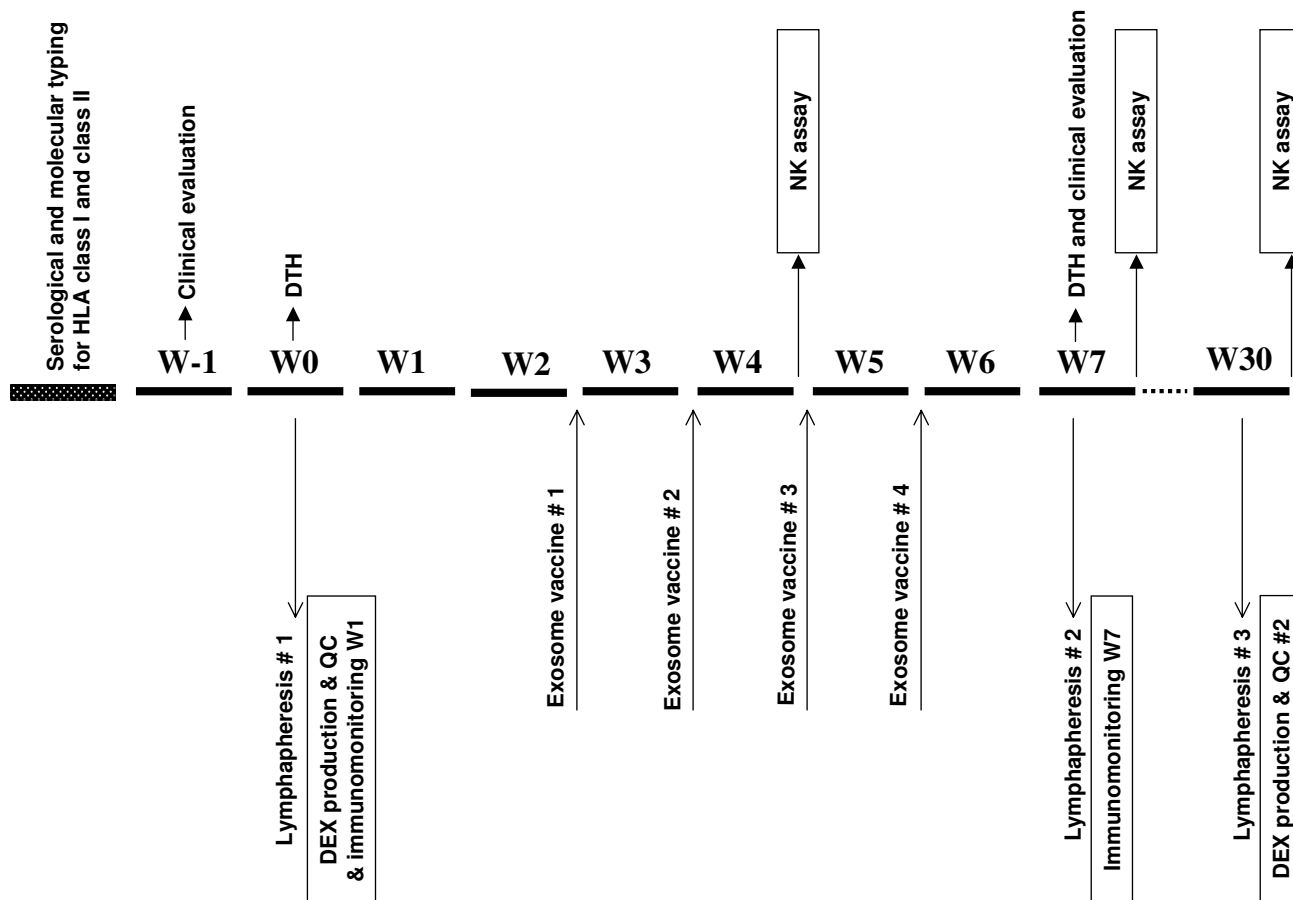 Serological and molecular typing
for HLA class I and class II
Clinical evaluation
DTH
NK assay
DTH and clinical evaluation
NK assay
NK assay
W-1
W0
W1
W2
W3
W4
W5
W6
W7
W30
Exosome vaccine # 1
Exosome vaccine # 2
Exosome vaccine # 3
Exosome vaccine # 4
Lymphapheresis # 1
DEX production & QC
& immunomonitoring W1
Lymphapheresis # 2
Immunomonitoring W7
Lymphapheresis # 3
DEX production & QC #2